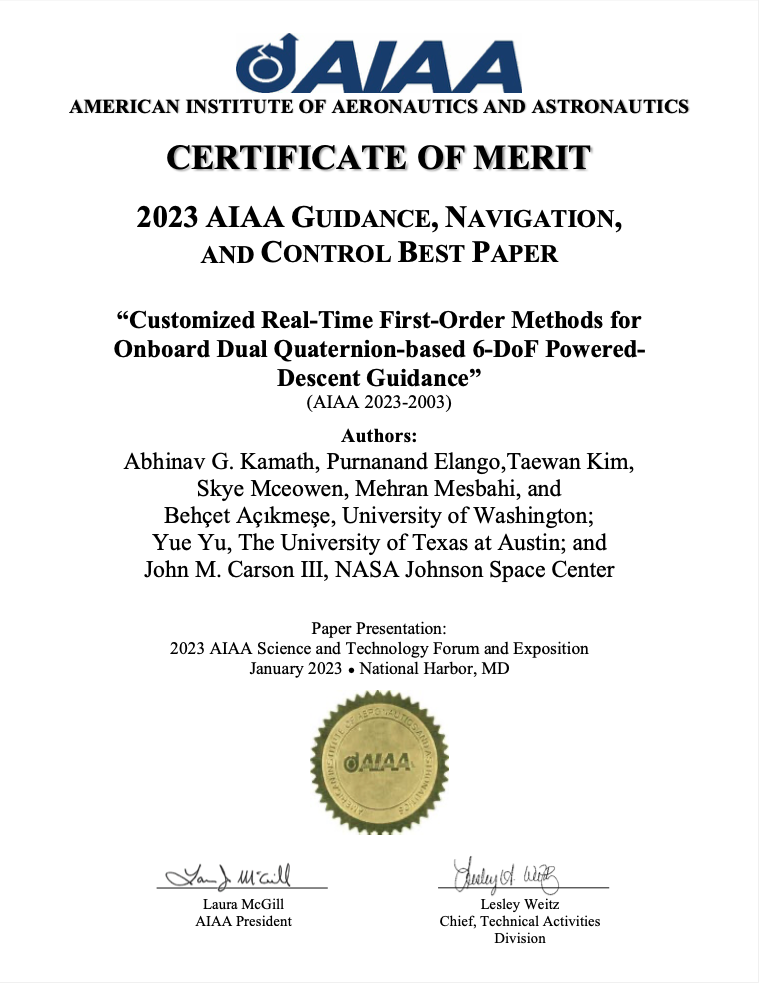 AIAA
AMERICAN INSTITUTE OF AERONAUTICS AND ASTRONAUTICS
CERTIFICATE OF MERIT
2023 AIAA GUIDANCE, NAVIGATION,
AND CONTROL BEST PAPER
“Customized Real-Time First-Order Methods for
Onboard Dual Quaternion-based 6-DoF Powered-
Descent Guidance”
(AIAA 2023-2003)
Authors:
Abhinav G. Kamath, Purnanand Elango,Taewan Kim,
Skye Mceowen, Mehran Mesbahi, and
Behçet Açıkmeşe, University of Washington;
Yue Yu, The University of Texas at Austin; and
John M. Carson III, NASA Johnson Space Center
Paper Presentation:
2023 AIAA Science and Technology Forum and Exposition
January 2023 • National Harbor, MD
AIAA
Laura McGill
AIAA President
Lesley Weitz
Chief, Technical Activities
Division